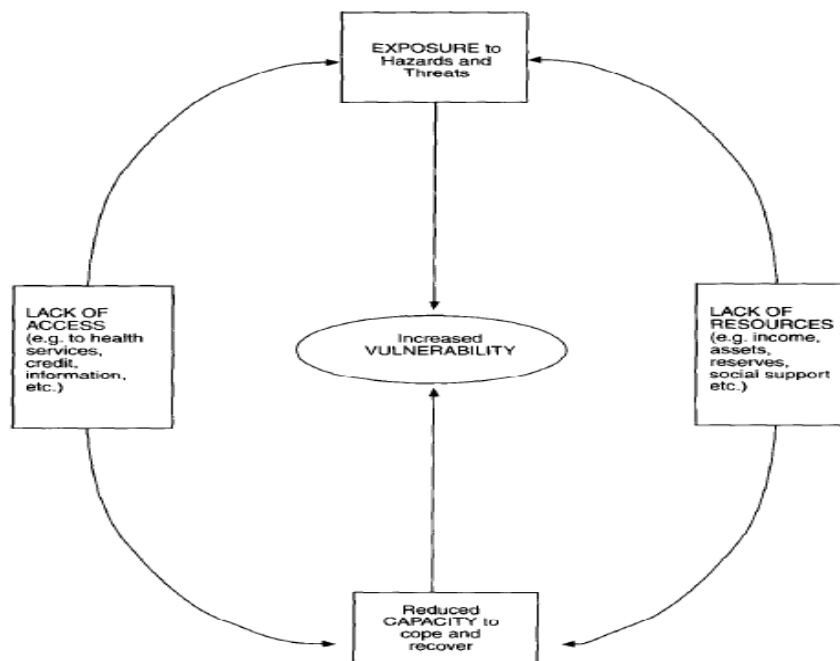 EXPOSURE to
Hazards and
Threats
LACK OF
ACCESS
(e.g. to health
services,
credit,
information,
etc.)
Increased
VULNERABILITY
LACK OF
RESOURCES
(e.g. income,
assets,
reserves,
social support
etc.)
Reduced
CAPACITY to
cope and
recover